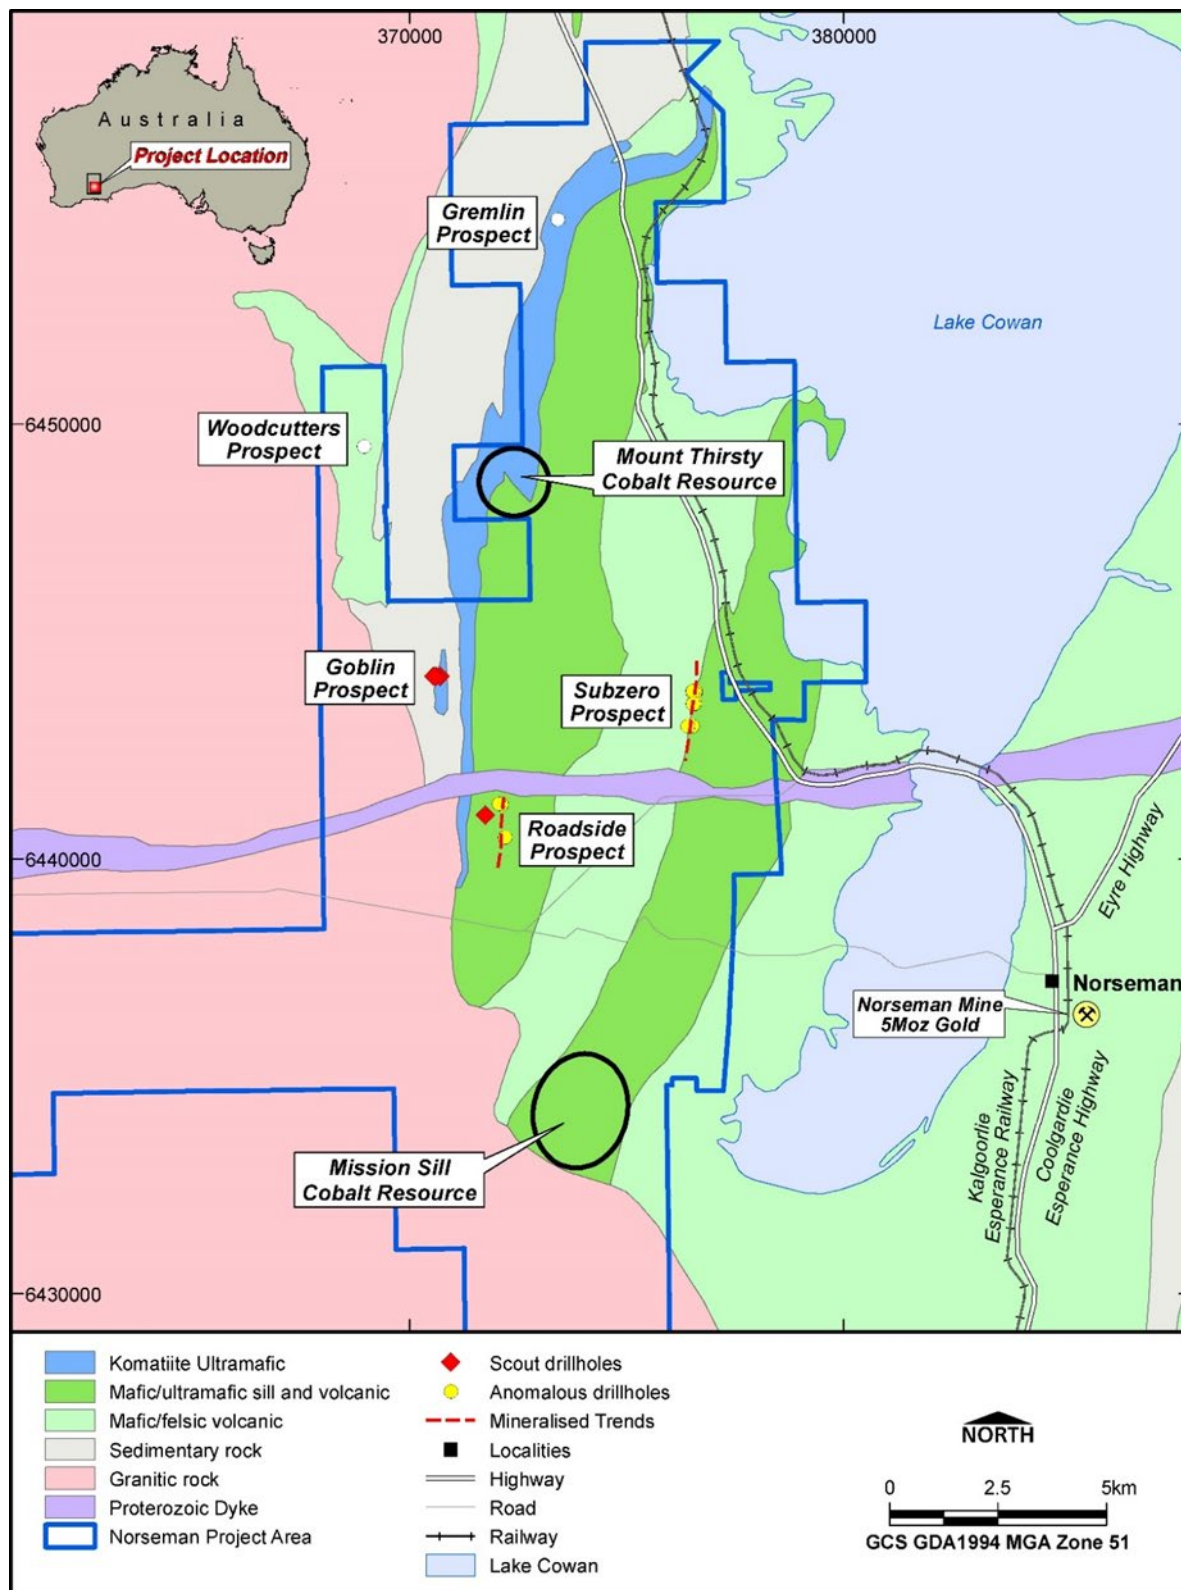 370000
380000
Australia
Project Location
Gremlin
Prospect
Lake Cowan
6450000
Woodcutters
Prospect
Mount Thirsty
Cobalt Resource
Goblin
Prospect
Subzero
Prospect
Roadside
Prospect
6440000
Eyre Highway
Norseman
Norseman Mine
5Moz Gold
Kalgoorlie
Esperance Railway
Coolgardie
Esperance Highway
Mission Sill
Cobalt Resource
6430000
Komatiite Ultramafic
Mafic/ultramafic sill and volcanic
Mafic/felsic volcanic
Sedimentary rock
Granitic rock
Proterozoic Dyke
Norseman Project Area
Scout drillholes
Anomalous drillholes
Mineralised Trends
Localities
Highway
Road
Railway
Lake Cowan
NORTH
0 2.5 5km
GCS GDA1994 MGA Zone 51